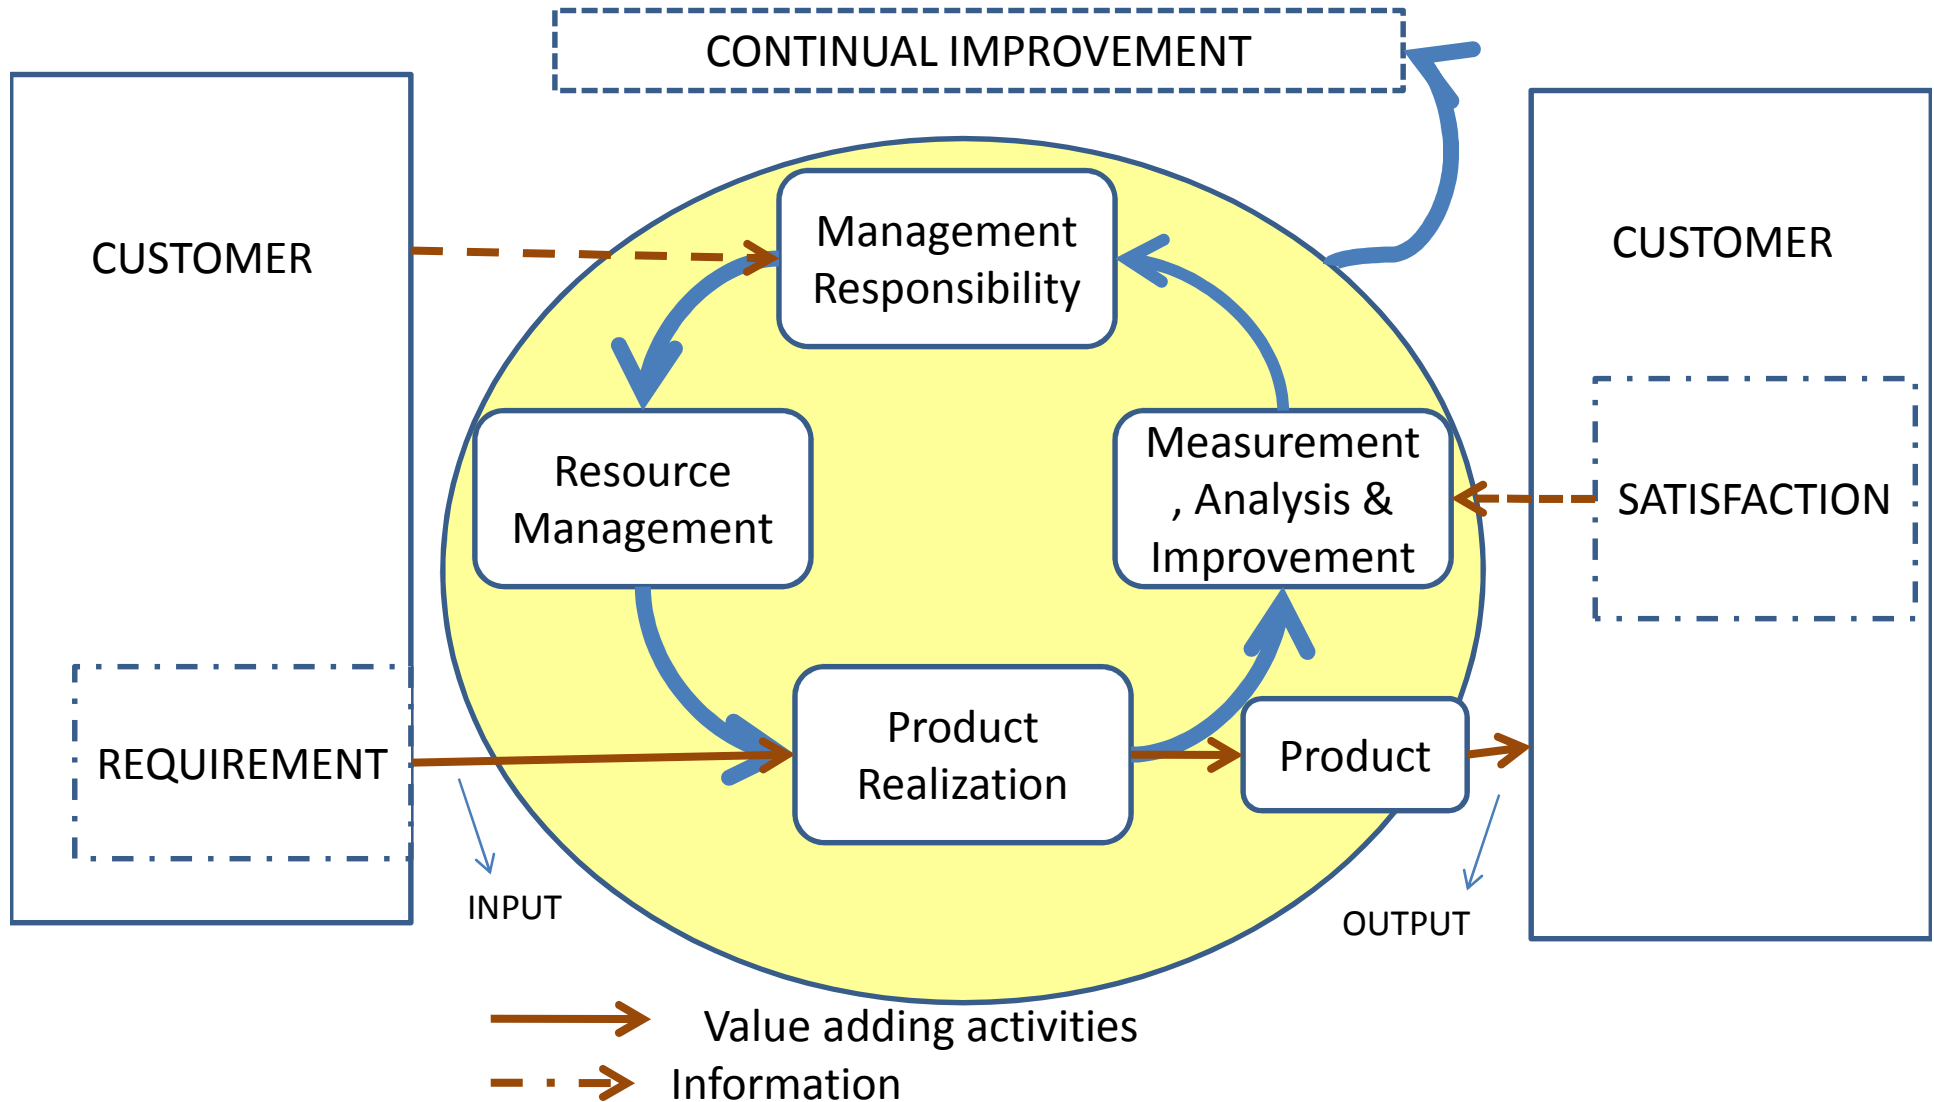 CONTINUAL IMPROVEMENT
CUSTOMER
Management
Responsibility
CUSTOMER
Resource
Management
Measurement
, Analysis &
Improvement
SATISFACTION
REQUIREMENT
Product
Realization
Product
INPUT
OUTPUT
Value adding activities
Information